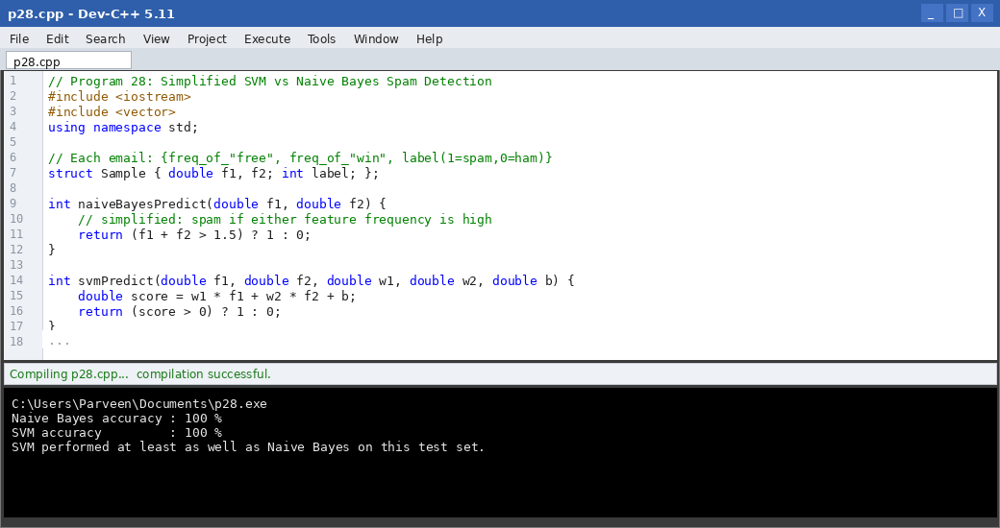 p28.cpp - Dev-C++ 5.11 _ □ X
File Edit Search View Project Execute Tools Window Help
p28.cpp
1 // Program 28: Simplified SVM vs Naive Bayes Spam Detection
2 #include <iostream>
3 #include <vector>
4 using namespace std;
5
6 // Each email: {freq_of_"free", freq_of_"win", label(1=spam,0=ham)}
7 struct Sample { double f1, f2; int label; };
8
9 int naiveBayesPredict(double f1, double f2) {
10     // simplified: spam if either feature frequency is high
11     return (f1 + f2 > 1.5) ? 1 : 0;
12 }
13
14 int svmPredict(double f1, double f2, double w1, double w2, double b) {
15     double score = w1 * f1 + w2 * f2 + b;
16     return (score > 0) ? 1 : 0;
17 }
18 ...
Compiling p28.cpp... compilation successful.
C:\Users\Parveen\Documents\p28.exe
Naive Bayes accuracy : 100 %
SVM accuracy         : 100 %
SVM performed at least as well as Naive Bayes on this test set.